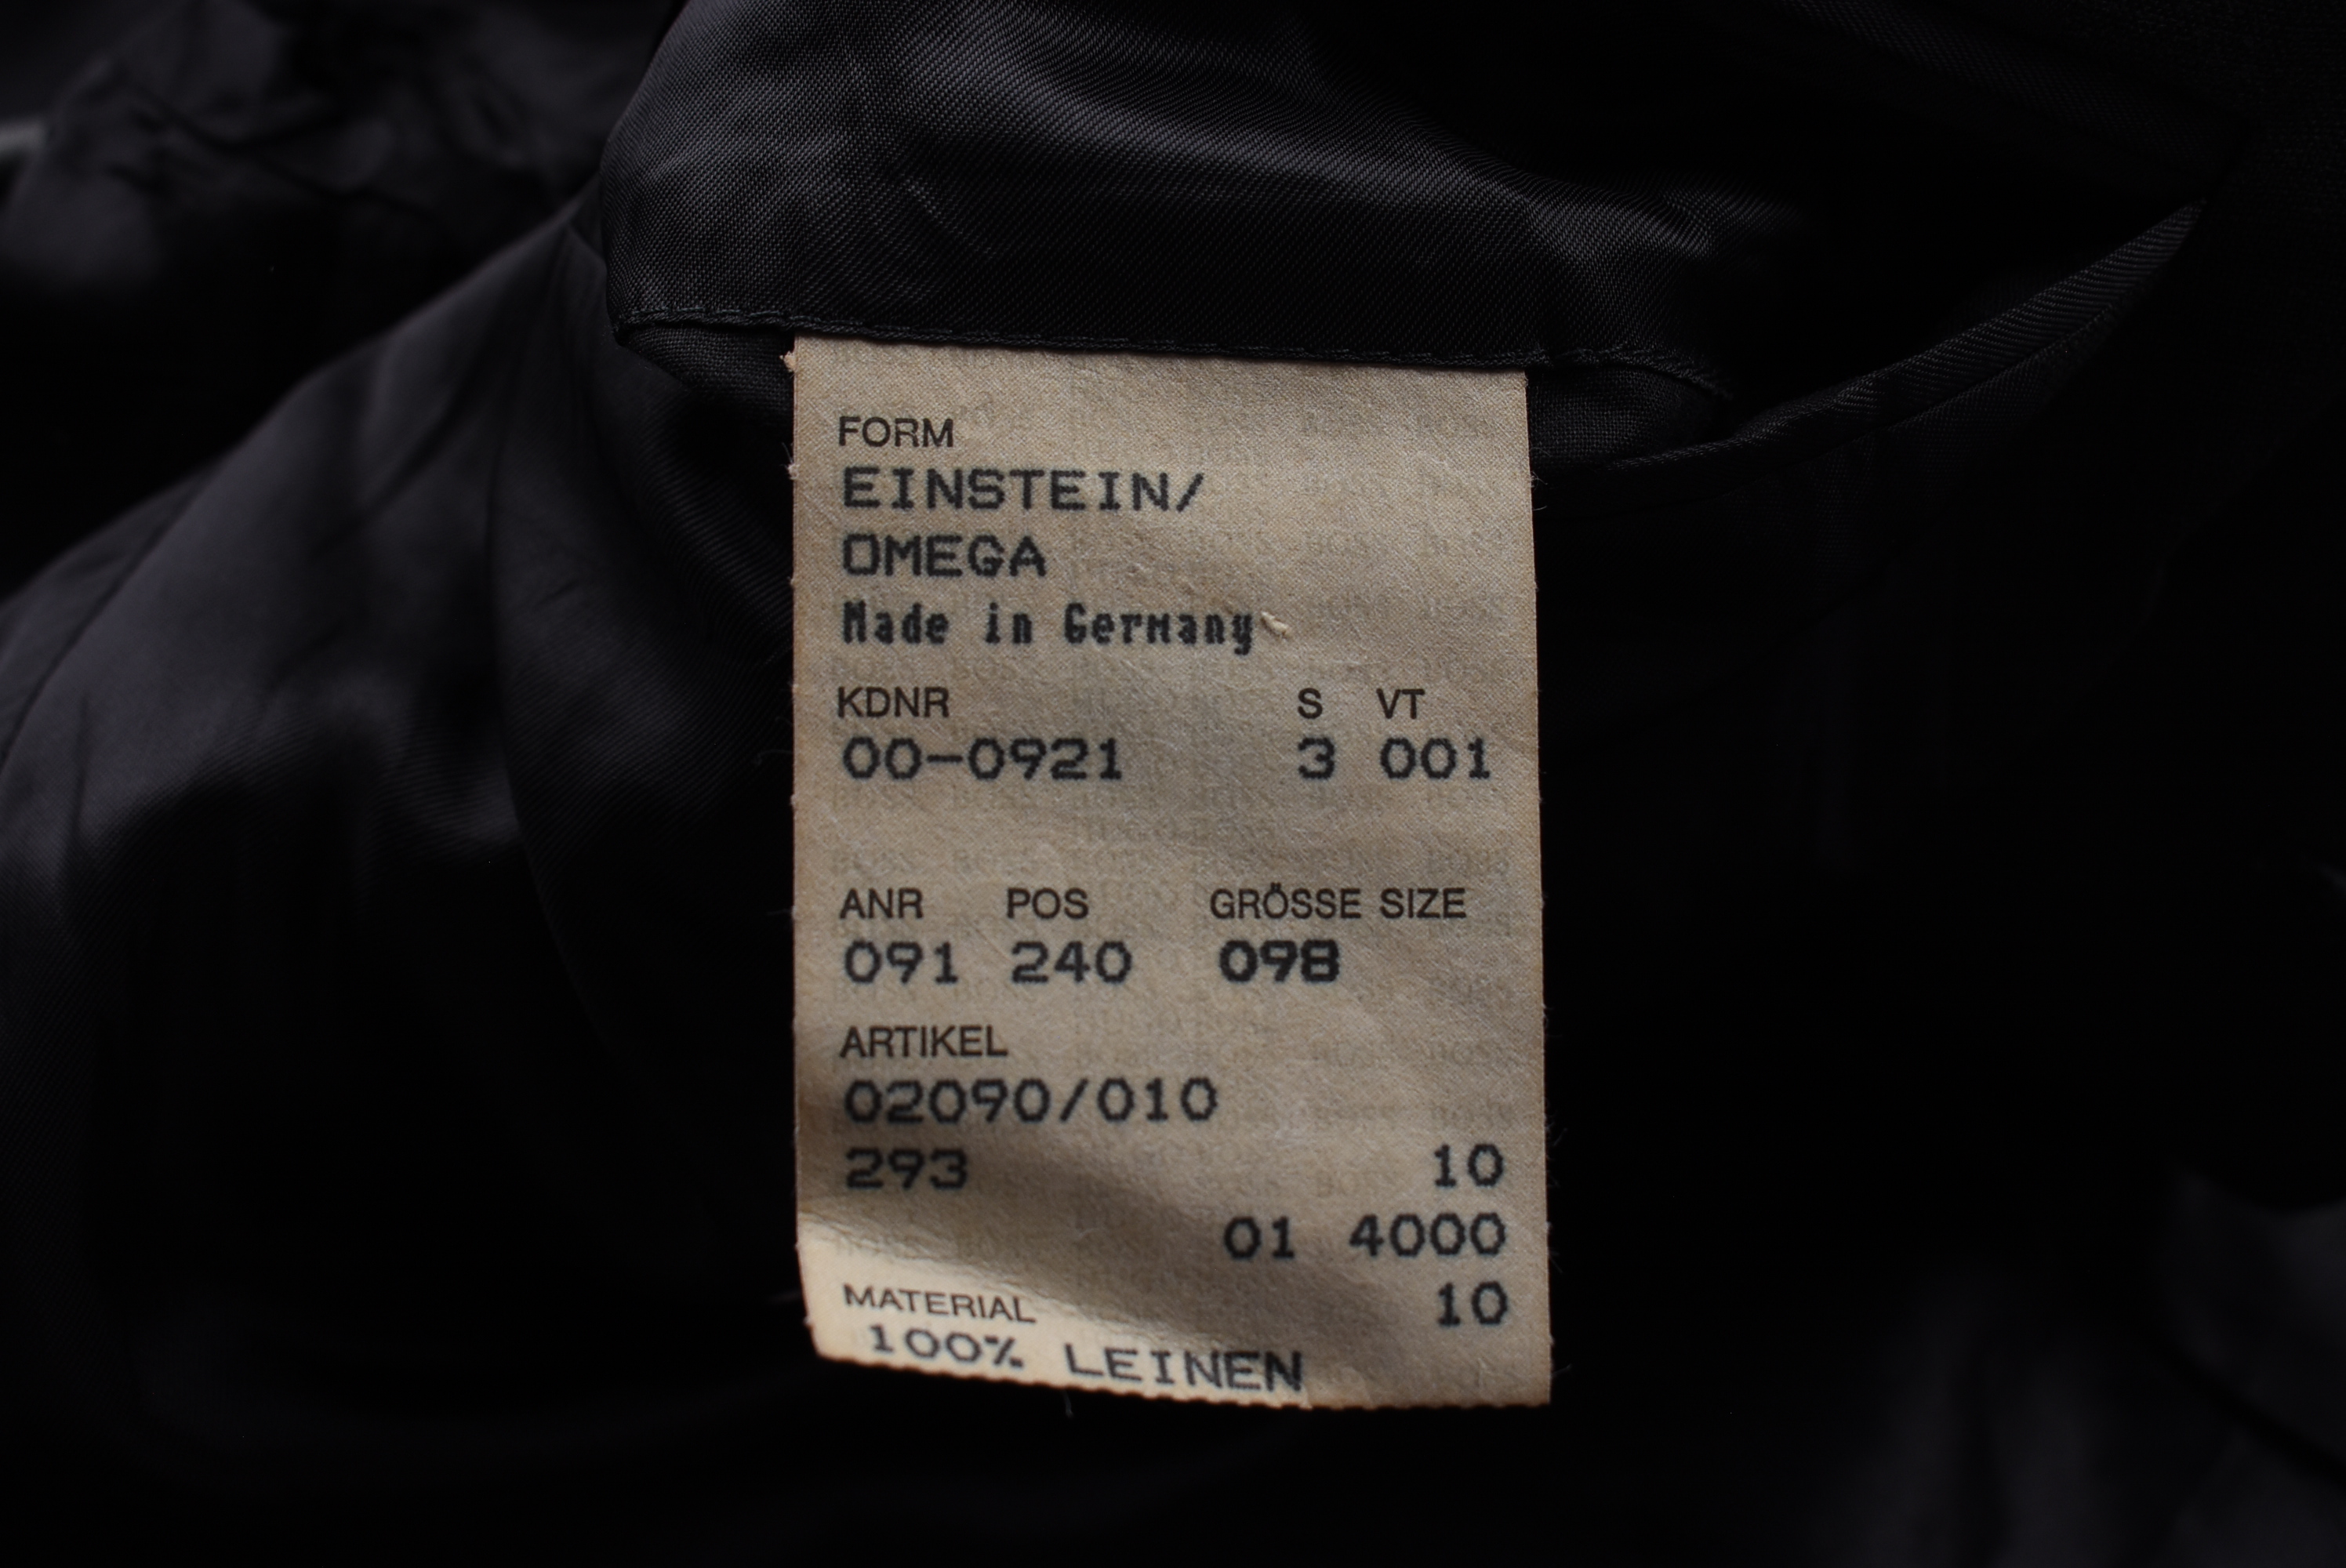 FORM
EINSTEIN/
OMEGA
Made in Germany
KDNR S VT
00-0921 3 001
ANR POS GRÖSSE SIZE
091 240 098
ARTIKEL
02090/010
293 10
01 4000
10
MATERIAL
100% LEINEN